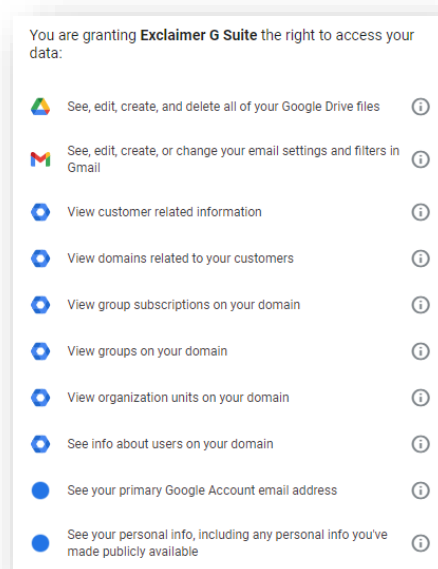 You are granting Exclaimer G Suite the right to access your
data:
See, edit, create, and delete all of your Google Drive files
See, edit, create, or change your email settings and filters in
Gmail
View customer related information
View domains related to your customers
View group subscriptions on your domain
View groups on your domain
View organization units on your domain
See info about users on your domain
See your primary Google Account email address
See your personal info, including any personal info you've
made publicly available